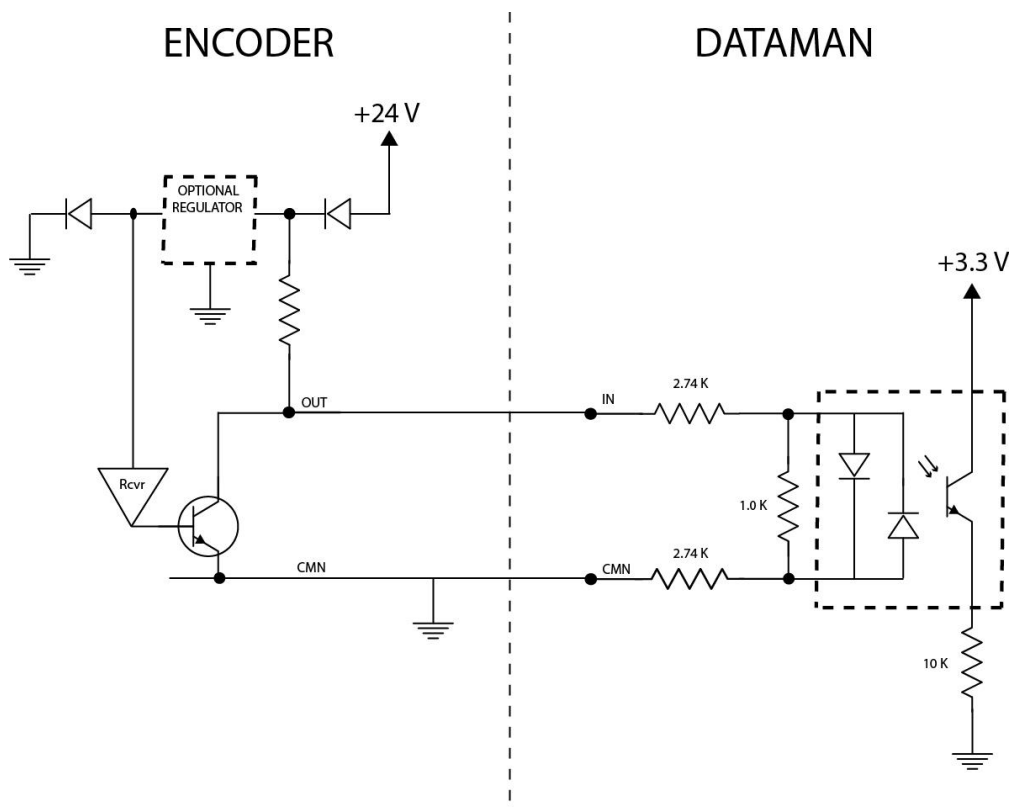 ENCODER
DATAMAN
+24 V
OPTIONAL
REGULATOR
+3.3 V
2.74 K
OUT
IN
Rcvr
1.0 K
2.74 K
CMN
CMN
10 K